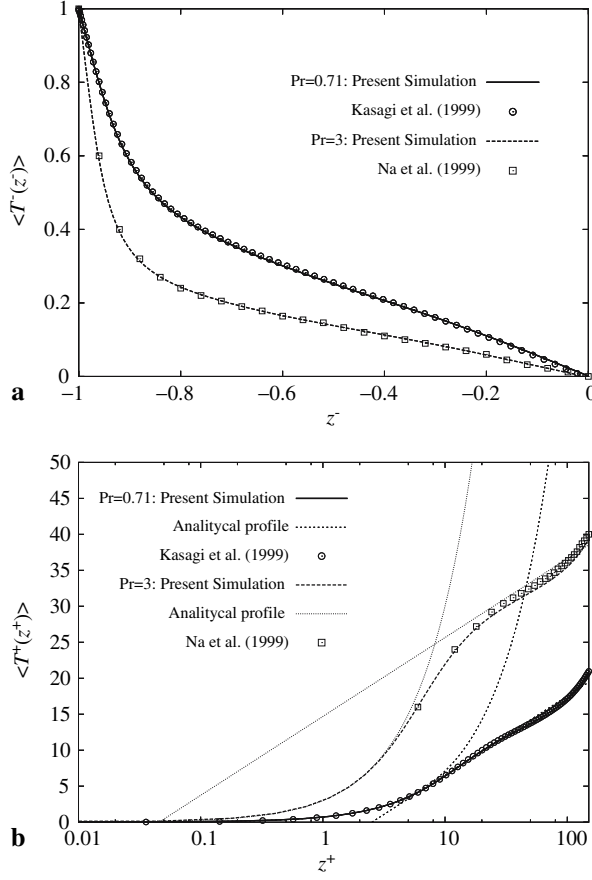 1
0.8
0.6
0.4
0.2
0
<T⁻(z⁻)>
Pr=0.71: Present Simulation
Kasagi et al. (1999)
Pr=3: Present Simulation
Na et al. (1999)
−1
−0.8
−0.6
−0.4
−0.2
0
z⁻
a
50
45
40
35
30
25
20
15
10
5
0
<T⁺(z⁺)>
Pr=0.71: Present Simulation
Analitycal profile
Kasagi et al. (1999)
Pr=3: Present Simulation
Analitycal profile
Na et al. (1999)
0.01
0.1
1
10
100
z⁺
b